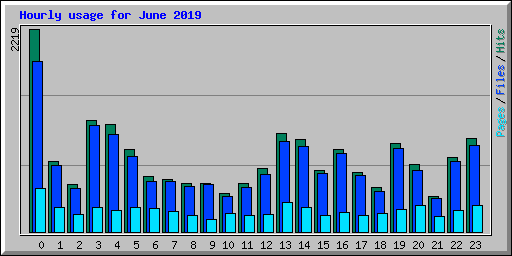 Hourly usage for June 2019
2219
Pages / Files / Hits
0 1 2 3 4 5 6 7 8 9 10 11 12 13 14 15 16 17 18 19 20 21 22 23